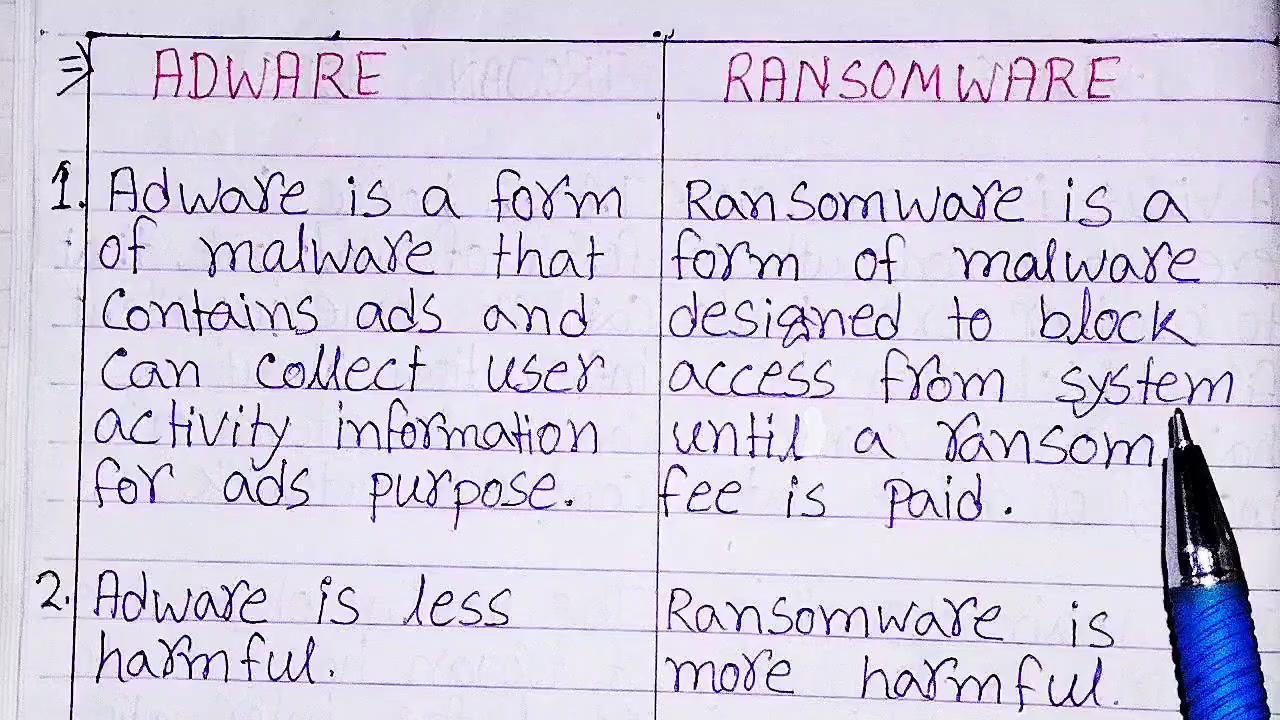 ⇒ ADWARE
RANSOMWARE
1. Adware is a form
of malware that
contains ads and
can collect user
activity information
for ads purpose.
Ransomware is a
form of malware
designed to block
access from system
until a ransom
fee is paid.
2. Adware is less
harmful.
Ransomware is
more harmful.